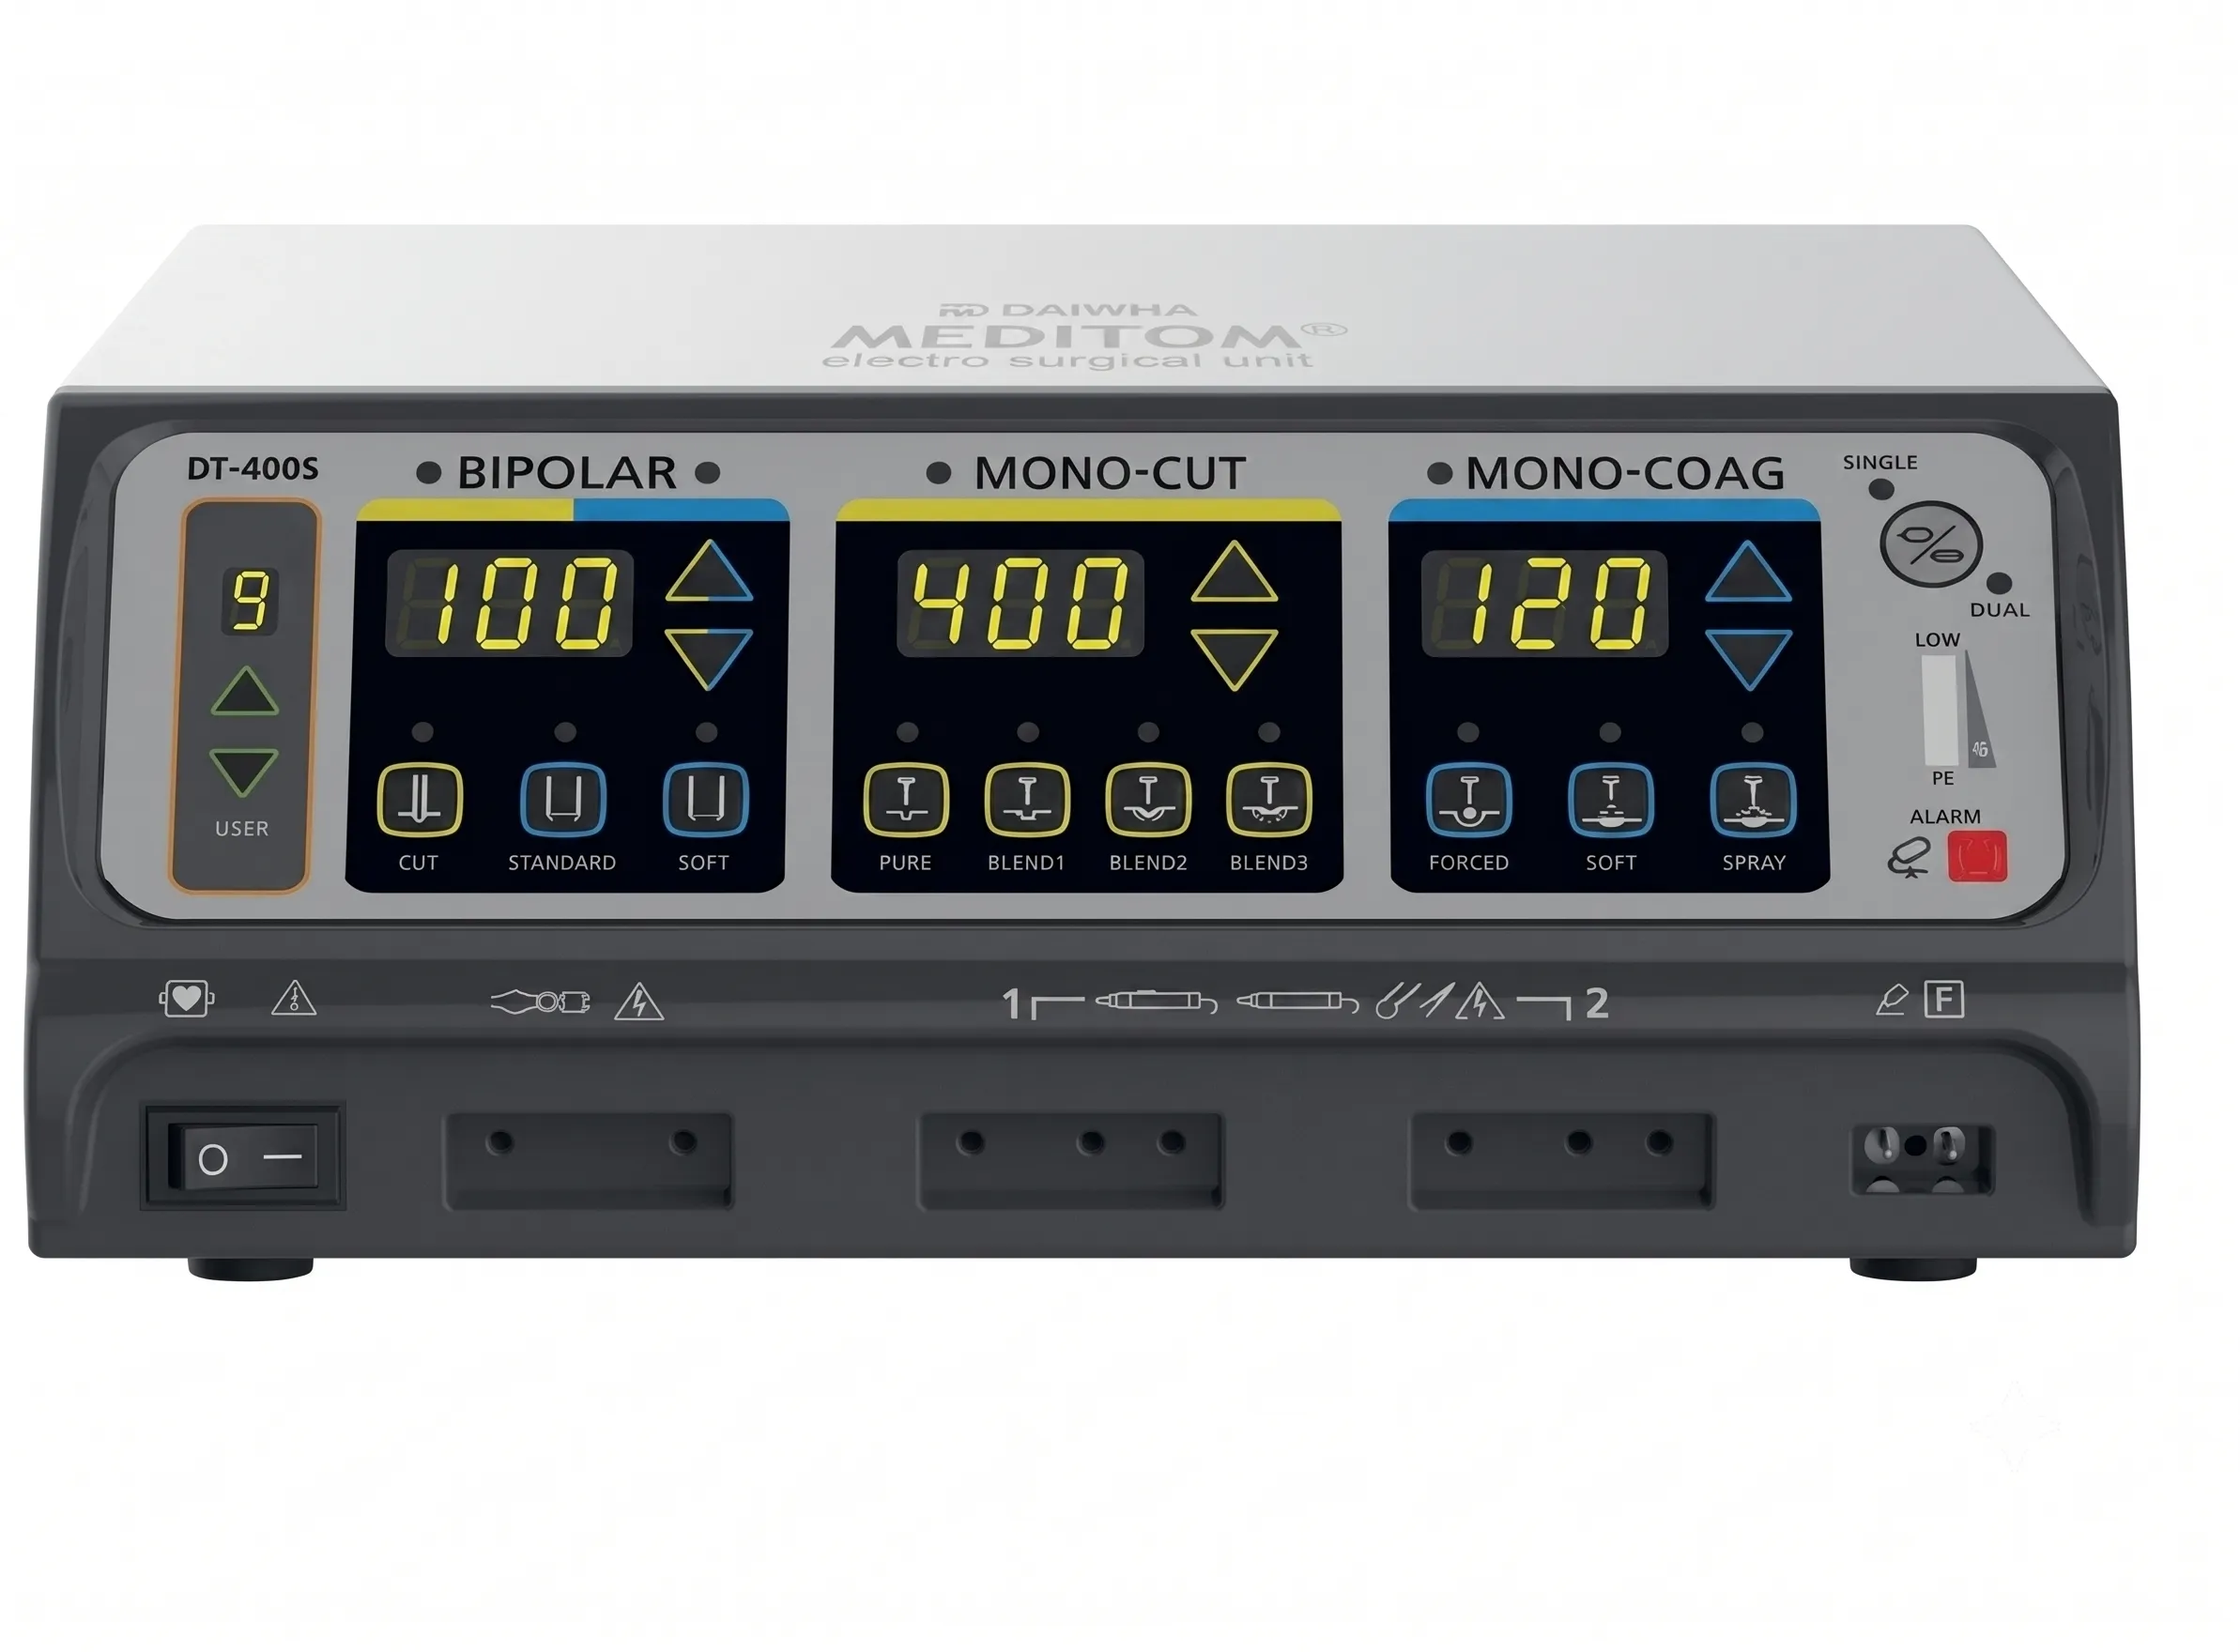 DAIWHA
MEDITOM®
electro surgical unit
DT-400S
BIPOLAR
MONO-CUT
MONO-COAG
SINGLE
9
100
400
120
DUAL
LOW
PE
USER
CUT
STANDARD
SOFT
PURE
BLEND1
BLEND2
BLEND3
FORCED
SOFT
SPRAY
ALARM
1
2
F